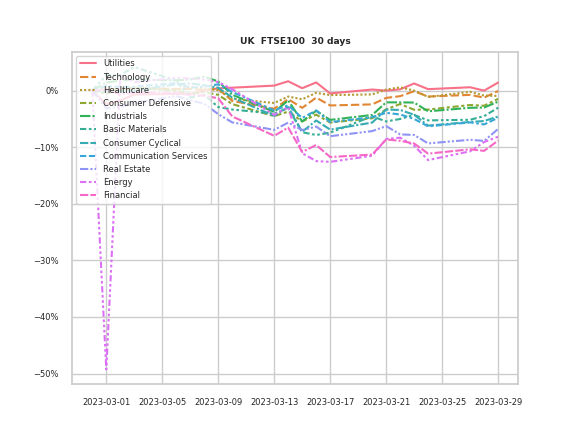 UK FTSE100 30 days
Utilities
Technology
Healthcare
Consumer Defensive
Industrials
Basic Materials
Consumer Cyclical
Communication Services
Real Estate
Energy
Financial
0%
−10%
−20%
−30%
−40%
−50%
2023-03-01 2023-03-05 2023-03-09 2023-03-13 2023-03-17 2023-03-21 2023-03-25 2023-03-29